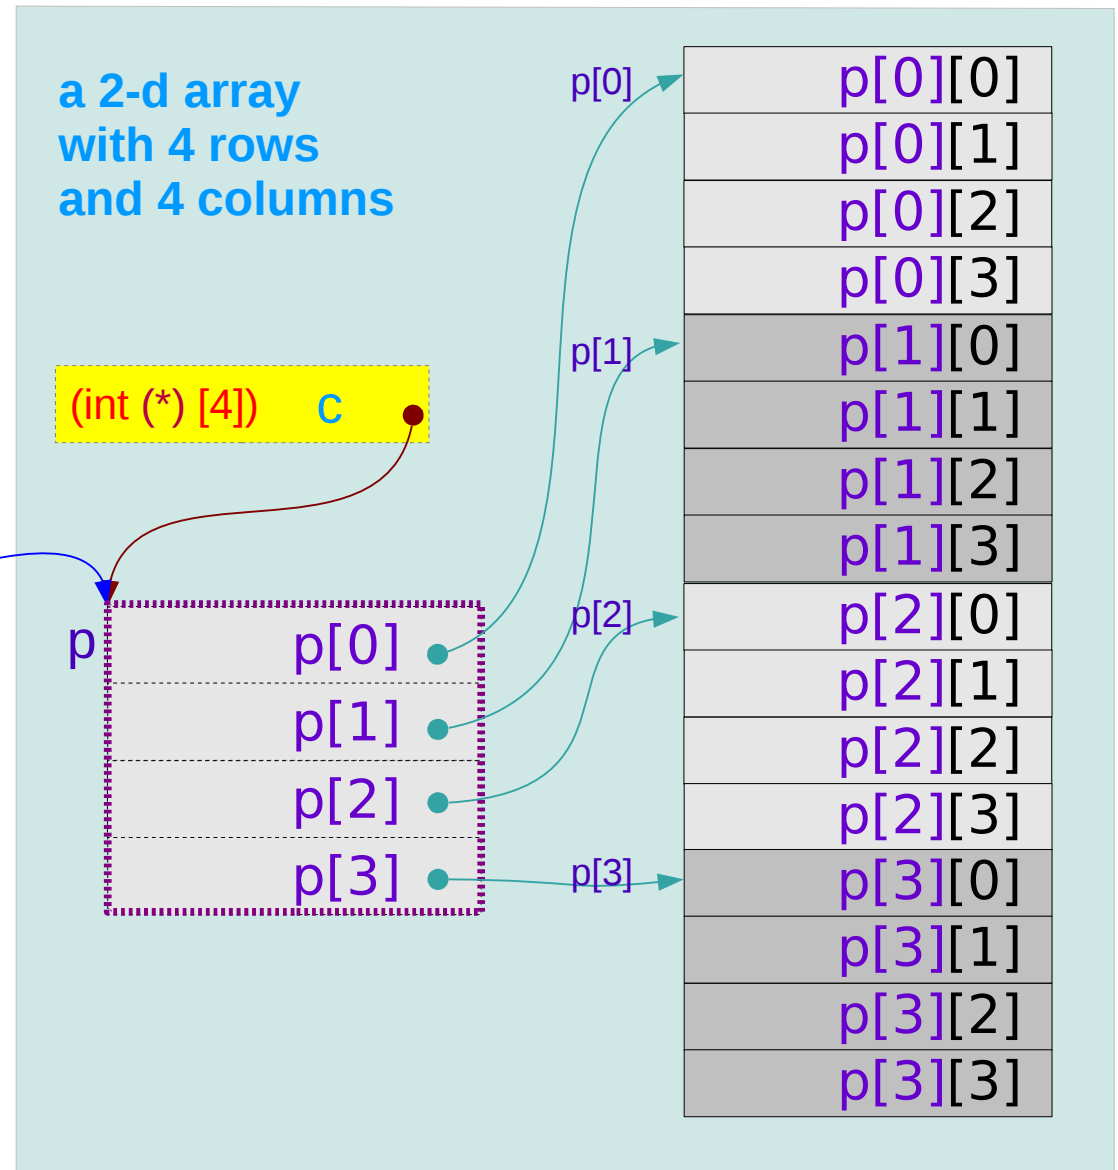 a 2-d array
with 4 rows
and 4 columns
(int (*) [4]) c
p
p[0]
p[1]
p[2]
p[3]
p[0]
p[1]
p[2]
p[3]
p[0][0]
p[0][1]
p[0][2]
p[0][3]
p[1][0]
p[1][1]
p[1][2]
p[1][3]
p[2][0]
p[2][1]
p[2][2]
p[2][3]
p[3][0]
p[3][1]
p[3][2]
p[3][3]